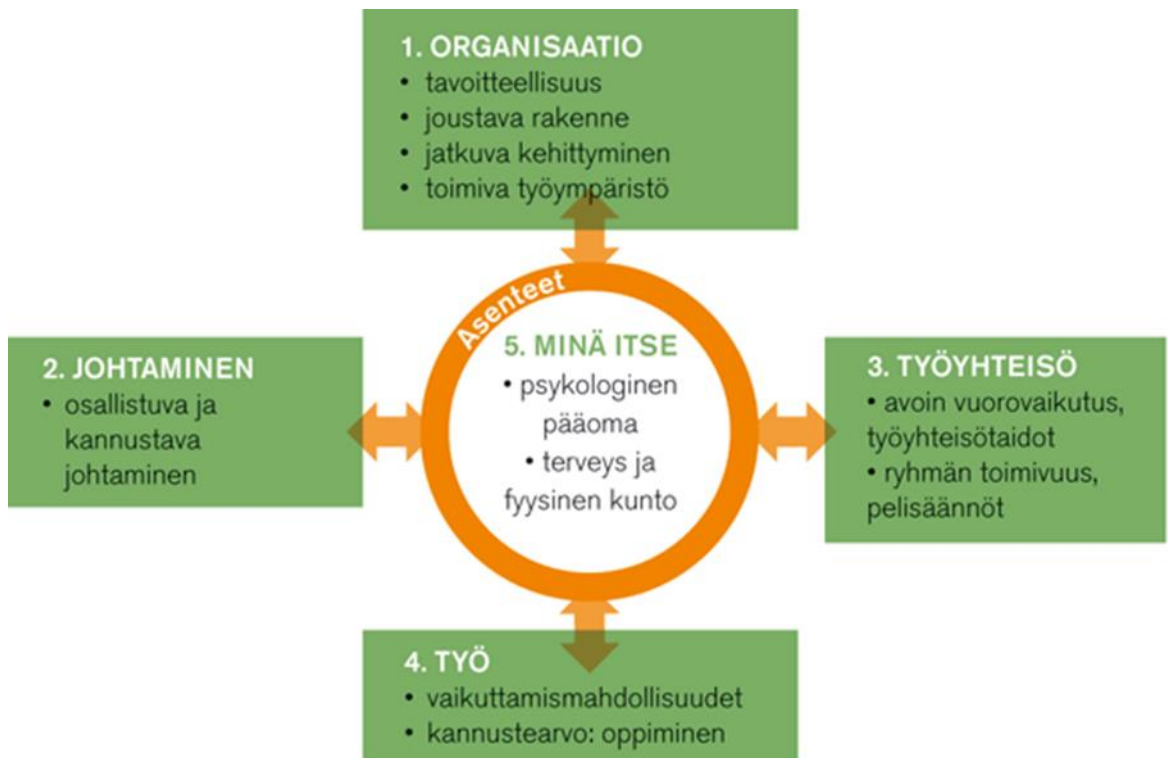 1. ORGANISAATIO
• tavoitteellisuus
• joustava rakenne
• jatkuva kehittyminen
• toimiva työympäristö
Asenteet
5. MINÄ ITSE
• psykologinen
pääoma
• terveys ja
fyysinen kunto
2. JOHTAMINEN
• osallistuva ja
kannustava
johtaminen
3. TYÖYHTEISÖ
• avoin vuorovaikutus,
työyhteisötaidot
• ryhmän toimivuus,
pelisäännöt
4. TYÖ
• vaikuttamismahdollisuudet
• kannustearvo: oppiminen